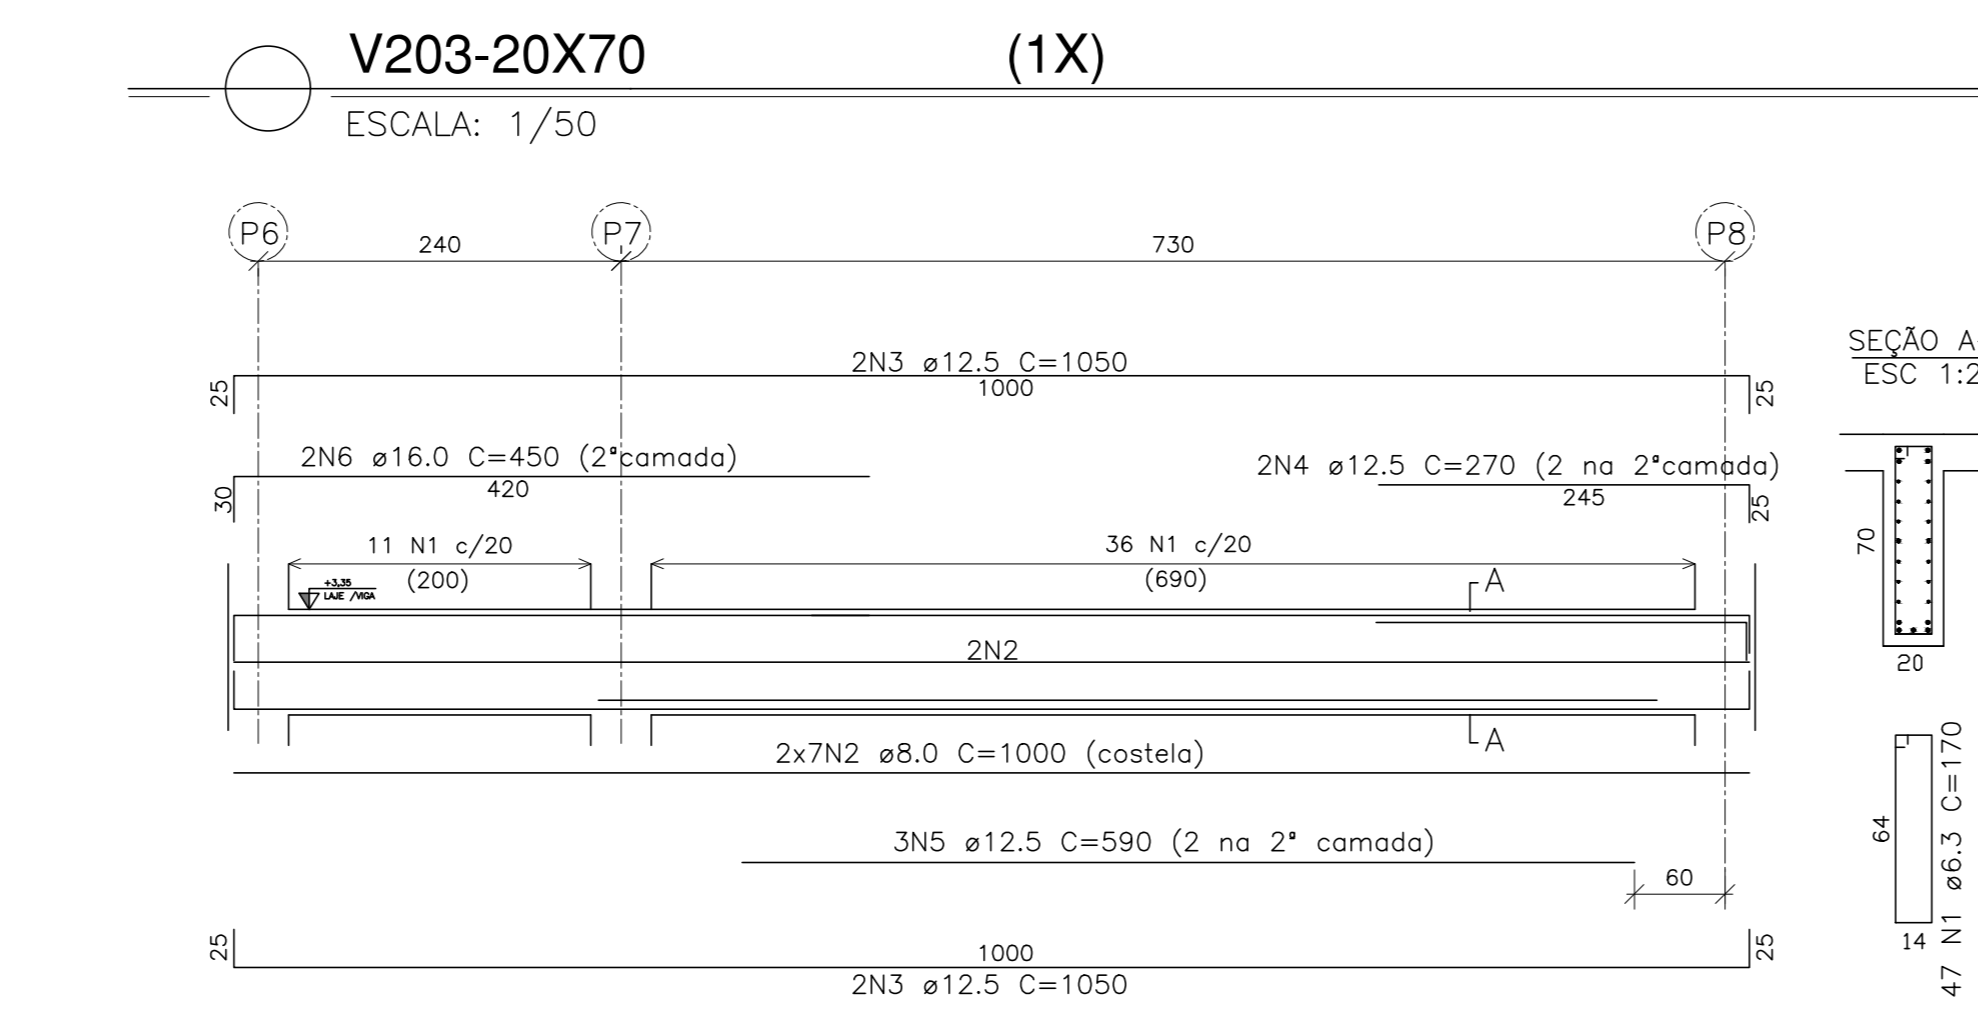 V203-20X70 (1X)
ESCALA: 1/50
P6 P7 P8
240 730
2N3 ø12.5 C=1050
25 1000 25
2N6 ø16.0 C=450 (2ªcamada)
30 420
2N4 ø12.5 C=270 (2 na 2ªcamada)
245 25
11 N1 c/20
(200)
36 N1 c/20
(690)
+3,35
LAJE /VIGA
A
2N2
A
2x7N2 ø8.0 C=1000 (costela)
3N5 ø12.5 C=590 (2 na 2ª camada)
60
25 1000 25
2N3 ø12.5 C=1050
SEÇÃO A
ESC 1:2
70
20
64
14
47 N1 ø6.3 C=170